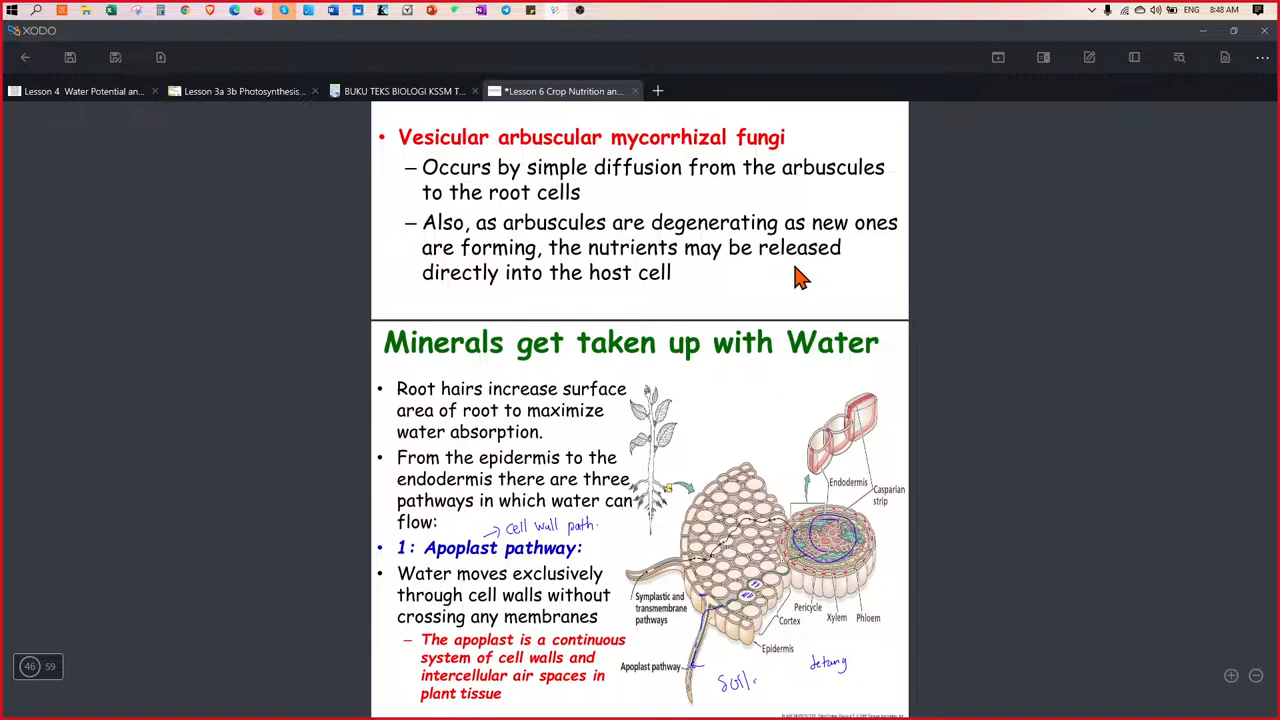 ENG
8:48 AM
XODO
Lesson 4 Water Potential an...
Lesson 3a 3b Photosynthesis...
BUKU TEKS BIOLOGI KSSM T...
*Lesson 6 Crop Nutrition an...
• Vesicular arbuscular mycorrhizal fungi
– Occurs by simple diffusion from the arbuscules
to the root cells
– Also, as arbuscules are degenerating as new ones
are forming, the nutrients may be released
directly into the host cell
Minerals get taken up with Water
• Root hairs increase surface
area of root to maximize
water absorption.
• From the epidermis to the
endodermis there are three
pathways in which water can
flow:
→ cell wall path.
• 1: Apoplast pathway:
• Water moves exclusively
through cell walls without
crossing any membranes
– The apoplast is a continuous
system of cell walls and
intercellular air spaces in
plant tissue
Endodermis
Casparian
strip
Symplastic and
transmembrane
pathways
Pericycle
Xylem
Phloem
Cortex
Epidermis
Apoplast pathway
Soil.
46 59